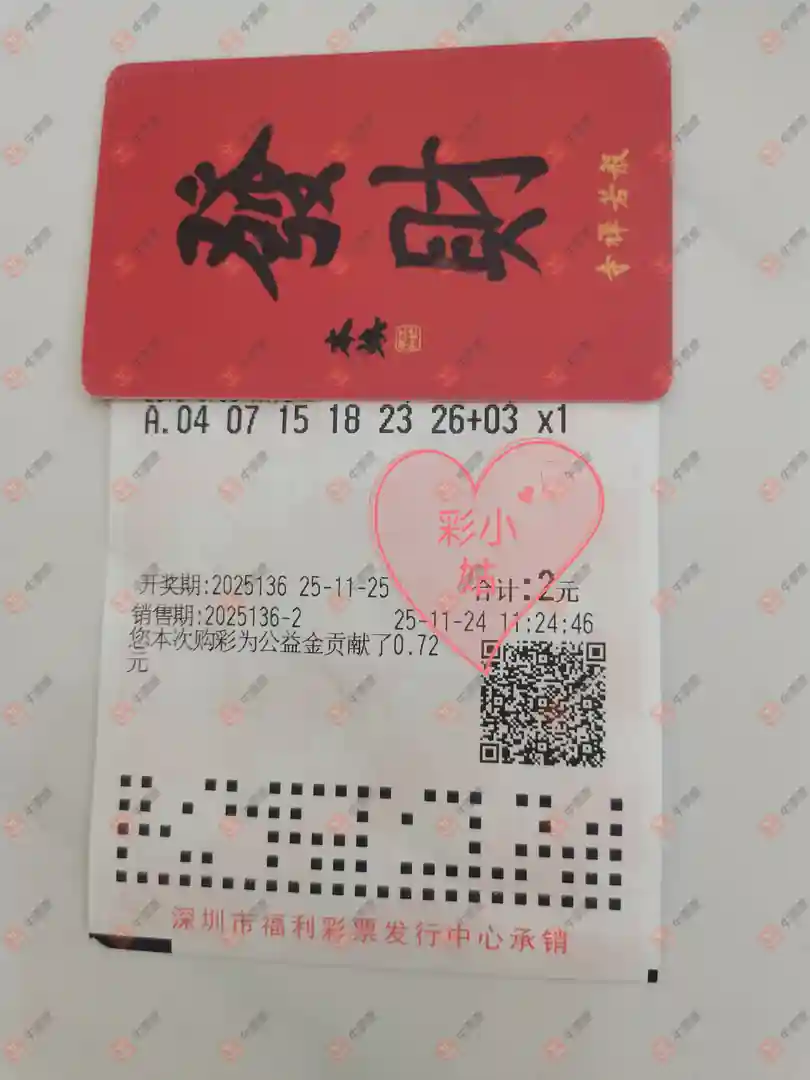 發財
吉祥若般
A.04 07 15 18 23 26+03 x1
彩小
姑
开奖期:2025136 25-11-25 合计:2元
销售期:2025136-2 25-11-24 11:24:46
您本次购彩为公益金贡献了0.72
元
深圳市福利彩票发行中心承销